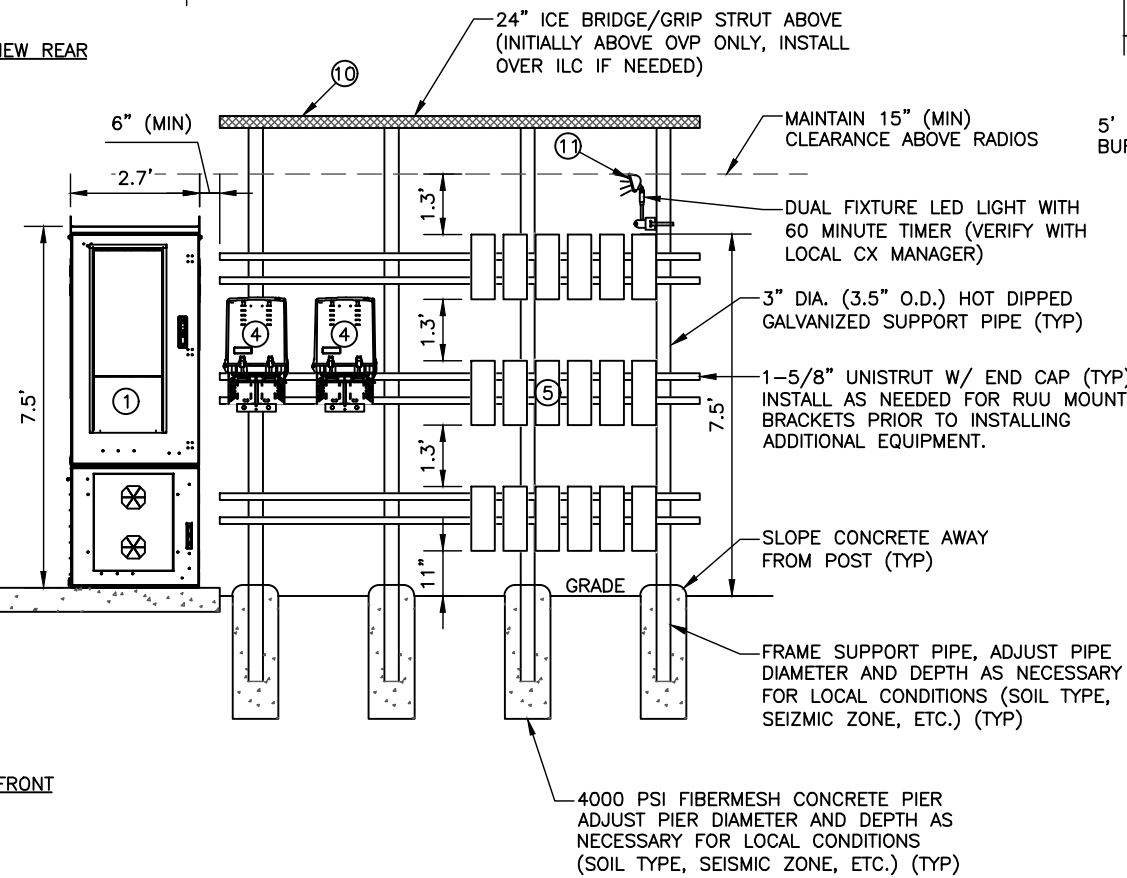 IEW REAR
24" ICE BRIDGE/GRIP STRUT ABOVE
(INITIALLY ABOVE OVP ONLY, INSTALL
OVER ILC IF NEEDED)
10
6" (MIN)
MAINTAIN 15" (MIN)
CLEARANCE ABOVE RADIOS
5'
BUR
11
2.7'
1.3'
DUAL FIXTURE LED LIGHT WITH
60 MINUTE TIMER (VERIFY WITH
LOCAL CX MANAGER)
3" DIA. (3.5" O.D.) HOT DIPPED
GALVANIZED SUPPORT PIPE (TYP)
4
4
1.3'
1-5/8" UNISTRUT W/ END CAP (TYP)
INSTALL AS NEEDED FOR RUU MOUNT
BRACKETS PRIOR TO INSTALLING
ADDITIONAL EQUIPMENT.
1
5
7.5'
7.5'
1.3'
SLOPE CONCRETE AWAY
FROM POST (TYP)
11"
GRADE
FRAME SUPPORT PIPE, ADJUST PIPE
DIAMETER AND DEPTH AS NECESSARY
FOR LOCAL CONDITIONS (SOIL TYPE,
SEIZMIC ZONE, ETC.) (TYP)
FRONT
4000 PSI FIBERMESH CONCRETE PIER
ADJUST PIER DIAMETER AND DEPTH AS
NECESSARY FOR LOCAL CONDITIONS
(SOIL TYPE, SEISMIC ZONE, ETC.) (TYP)